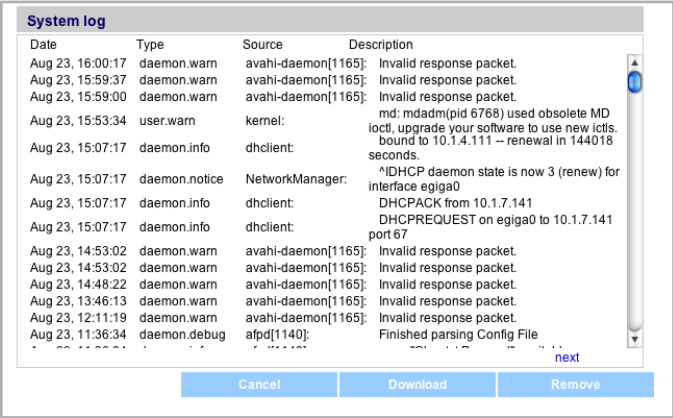 System log
Date Type Source Description
Aug 23, 16:00:17 daemon.warn avahi-daemon[1165]: Invalid response packet.
Aug 23, 15:59:37 daemon.warn avahi-daemon[1165]: Invalid response packet.
Aug 23, 15:59:00 daemon.warn avahi-daemon[1165]: Invalid response packet.
Aug 23, 15:53:34 user.warn kernel: md: mdadm(pid 6768) used obsolete MD
ioctl, upgrade your software to use new ictls.
Aug 23, 15:07:17 daemon.info dhclient: bound to 10.1.4.111 -- renewal in 144018
seconds.
Aug 23, 15:07:17 daemon.notice NetworkManager: ^IDHCP daemon state is now 3 (renew) for
interface egiga0
Aug 23, 15:07:17 daemon.info dhclient: DHCPACK from 10.1.7.141
Aug 23, 15:07:17 daemon.info dhclient: DHCPREQUEST on egiga0 to 10.1.7.141
port 67
Aug 23, 14:53:02 daemon.warn avahi-daemon[1165]: Invalid response packet.
Aug 23, 14:53:02 daemon.warn avahi-daemon[1165]: Invalid response packet.
Aug 23, 14:48:22 daemon.warn avahi-daemon[1165]: Invalid response packet.
Aug 23, 13:46:13 daemon.warn avahi-daemon[1165]: Invalid response packet.
Aug 23, 12:11:19 daemon.warn avahi-daemon[1165]: Invalid response packet.
Aug 23, 11:36:34 daemon.debug afpd[1140]: Finished parsing Config File
next
Cancel Download Remove